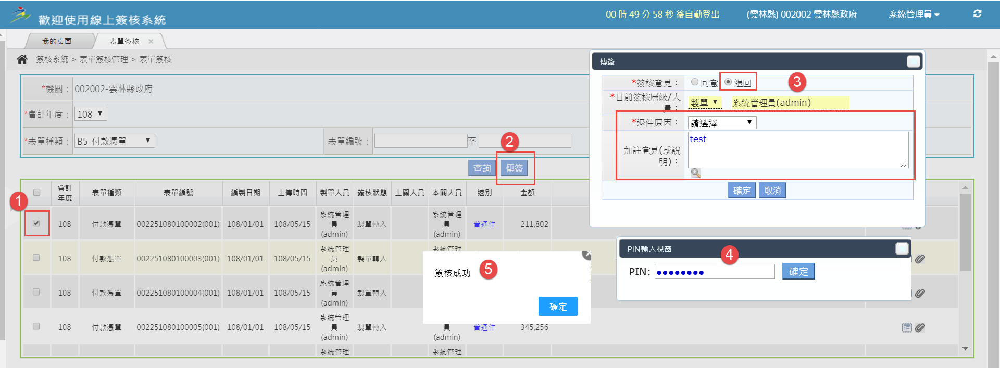 歡迎使用線上簽核系統
00 時 49 分 58 秒 後自動登出
(雲林縣) 002002 雲林縣政府
系統管理員
我的桌面
表單簽核
簽核系統 > 表單簽核管理 > 表單簽核
*機關：
002002-雲林縣政府
*會計年度：
108
*表單種類：
B5-付款憑單
表單編號：
至
2
查詢
傳簽
傳簽
*簽核意見：
同意
退回
3
*目前簽核層級/人
員：
製單
系統管理員(admin)
*退件原因：
請選擇
加註意見(或說
明)：
test
確定
取消
會計
年度
表單種類
表單編號
編製日期
上傳時間
製單人員
簽核狀態
上關人員
本關人員
速別
金額
1
108
付款憑單
002251080100002(001)
108/01/01
108/05/15
系統管理
員
(admin)
製單轉入
系統管理
員
(admin)
普通件
211,802
108
付款憑單
002251080100003(001)
108/01/01
108/05/15
系統管理
員
(admin)
製單轉入
系統管理
108
付款憑單
002251080100004(001)
108/01/01
108/05/15
系統管理
員
(admin)
製單轉入
108
付款憑單
002251080100005(001)
108/01/01
108/05/15
系統管理
員
(admin)
製單轉入
員
(admin)
普通件
345,256
系統管理
系統管理
PIN輸入視窗
4
PIN:
確定
簽核成功
5
確定